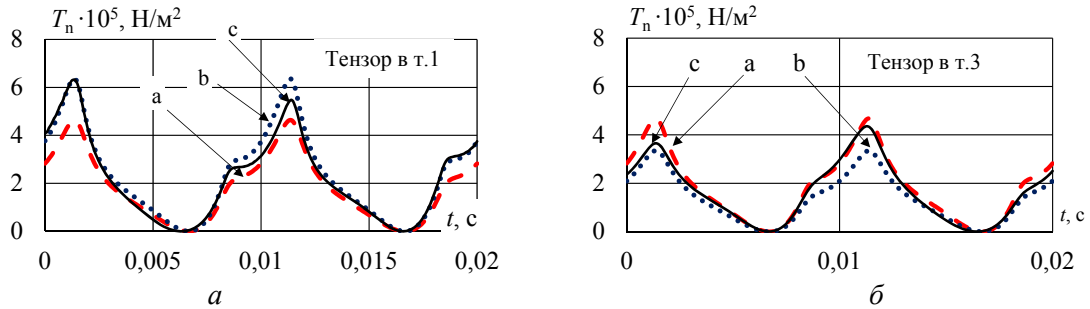 Tₙ·10⁵, Н/м²
8
6
4
2
0
0
0,005
0,01
0,015
0,02
Тензор в т.1
c
b
a
t, с
а
Tₙ·10⁵, Н/м²
8
6
4
2
0
0
0,01
0,02
Тензор в т.3
c
a
b
t, с
б